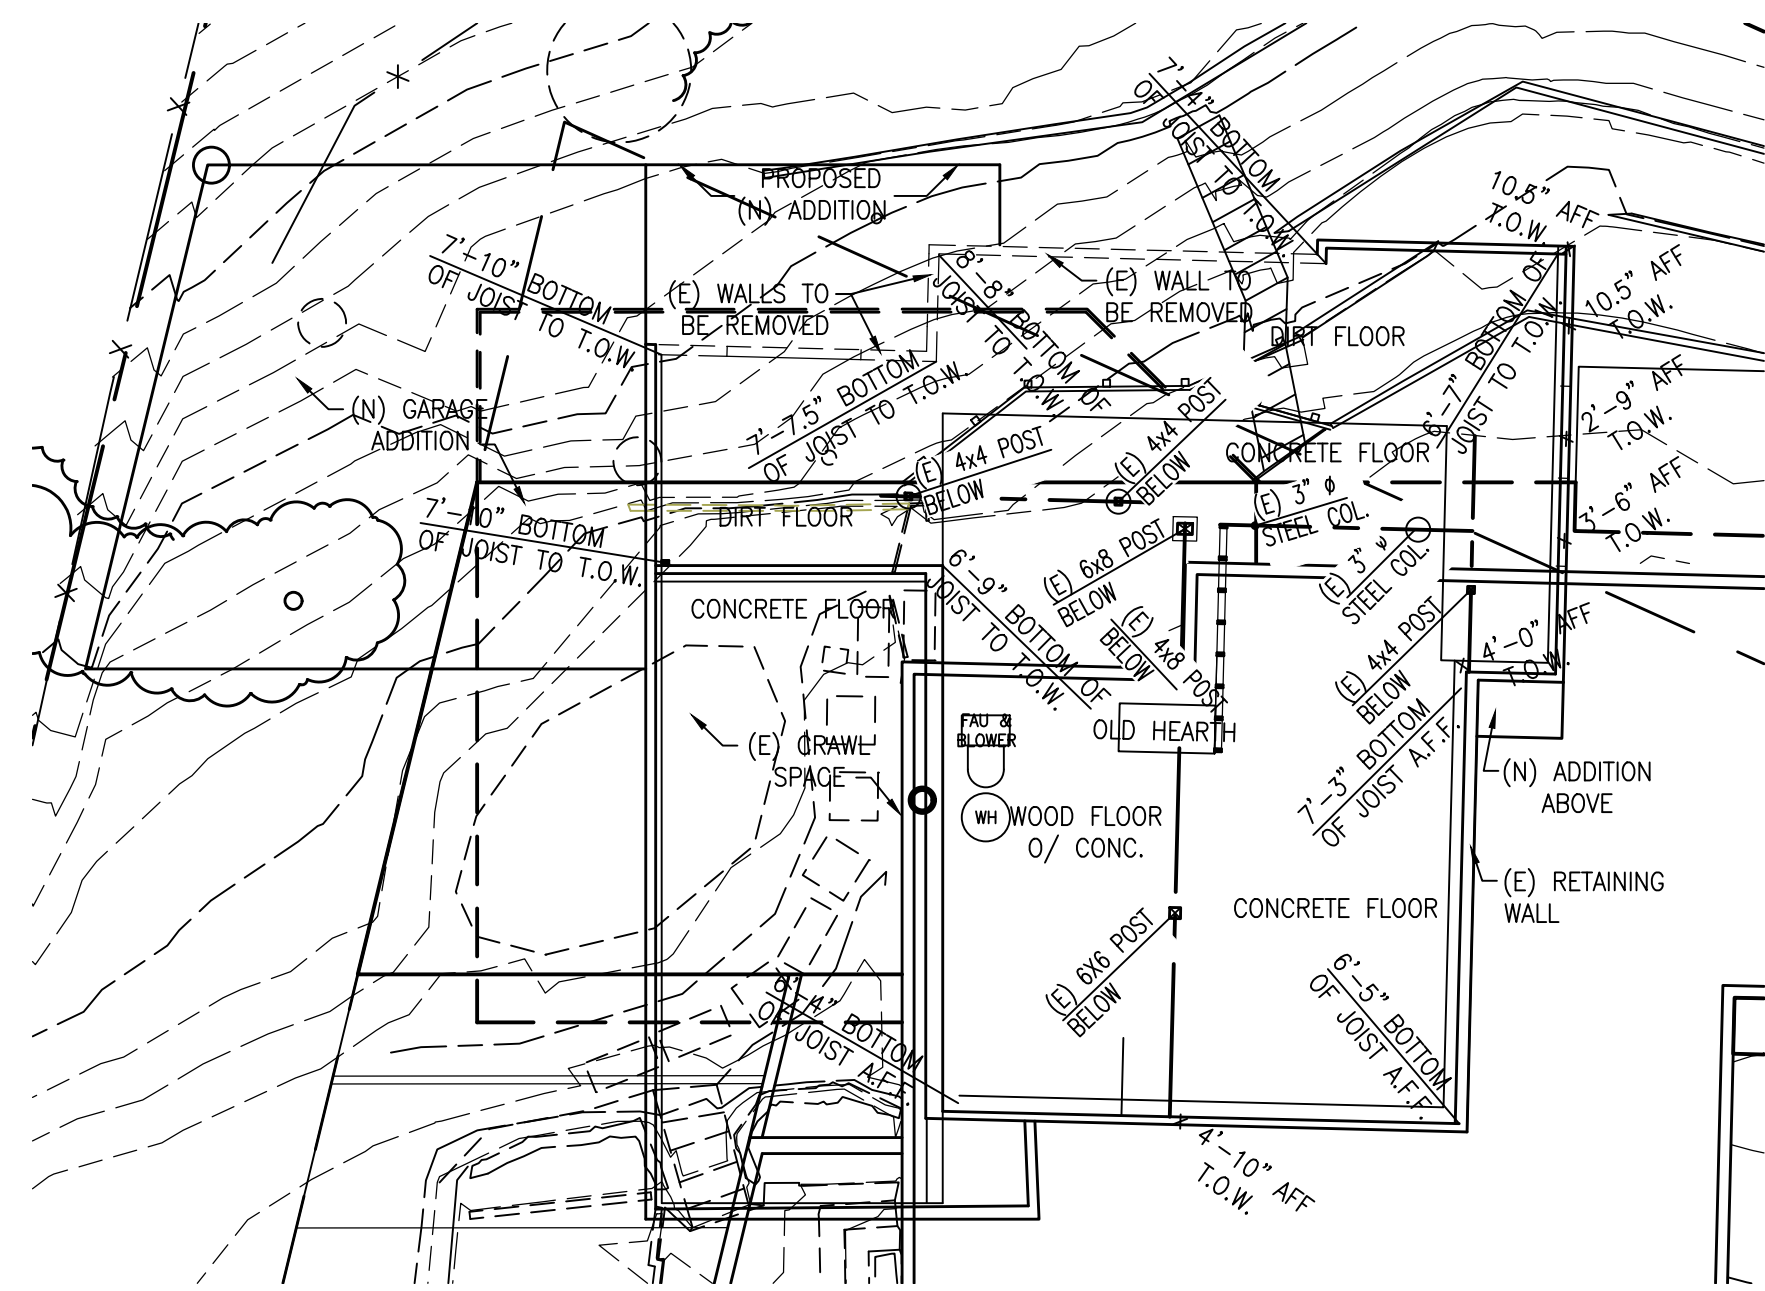 7'-4" BOTTOM
OF JOIST TO T.O.W.
PROPOSED
(N) ADDITION
10.5" AFF
T.O.W.
7'-10" BOTTOM
OF JOIST TO T.O.W.
(E) WALLS TO
BE REMOVED
8'-8" BOTTOM OF
JOIST TO T.O.W.
(E) WALL TO
BE REMOVED
DIRT FLOOR
10.5" AFF
T.O.W.
6'-7" BOTTOM OF
JOIST TO T.O.W.
(N) GARAGE
ADDITION
7'-7.5" BOTTOM
OF JOIST TO T.O.W.
(E) 4x4 POST
BELOW
(E) 4x4 POST
BELOW
CONCRETE FLOOR
2'-9" AFF
T.O.W.
7'-10" BOTTOM
OF JOIST TO T.O.W.
DIRT FLOOR
(E) 3" ϕ
STEEL COL.
3'-6" AFF
T.O.W.
(E) 6x8 POST
BELOW
(E) 3"
STEEL COL.
CONCRETE FLOOR
6'-9" BOTTOM OF
JOIST TO T.O.W.
(E) 4x8 POST
BELOW
(E) 4x4 POST
BELOW
4'-0" AFF
T.O.W.
(E) CRAWL
SPACE
FAU &
BLOWER
OLD HEARTH
7'-3" BOTTOM
OF JOIST A.F.F.
(N) ADDITION
ABOVE
WH
WOOD FLOOR
O/ CONC.
(E) RETAINING
WALL
CONCRETE FLOOR
(E) 6X6 POST
BELOW
6'-4" BOTTOM
OF JOIST A.F.F.
6'-5" BOTTOM
OF JOIST A.F.F.
4'-10" AFF
T.O.W.